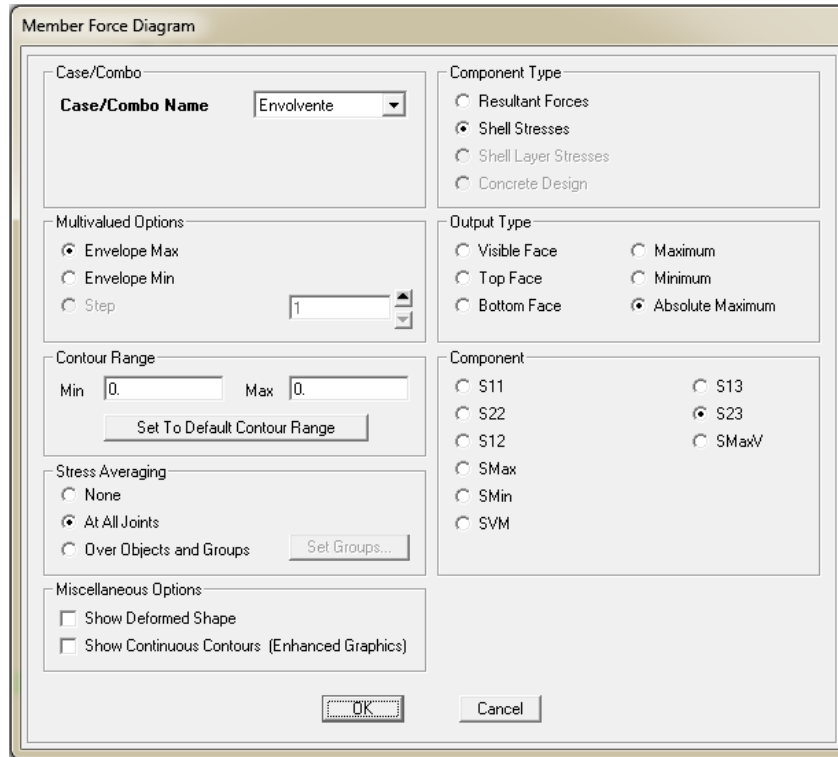 Member Force Diagram
Case/Combo
Case/Combo Name Envolvente
Multivalued Options
Envelope Max
Envelope Min
Step 1
Contour Range
Min 0. Max 0.
Set To Default Contour Range
Stress Averaging
None
At All Joints
Over Objects and Groups Set Groups...
Miscellaneous Options
Show Deformed Shape
Show Continuous Contours (Enhanced Graphics)
Component Type
Resultant Forces
Shell Stresses
Shell Layer Stresses
Concrete Design
Output Type
Visible Face Maximum
Top Face Minimum
Bottom Face Absolute Maximum
Component
S11 S13
S22 S23
S12 SMaxV
SMax
SMin
SVM
OK Cancel